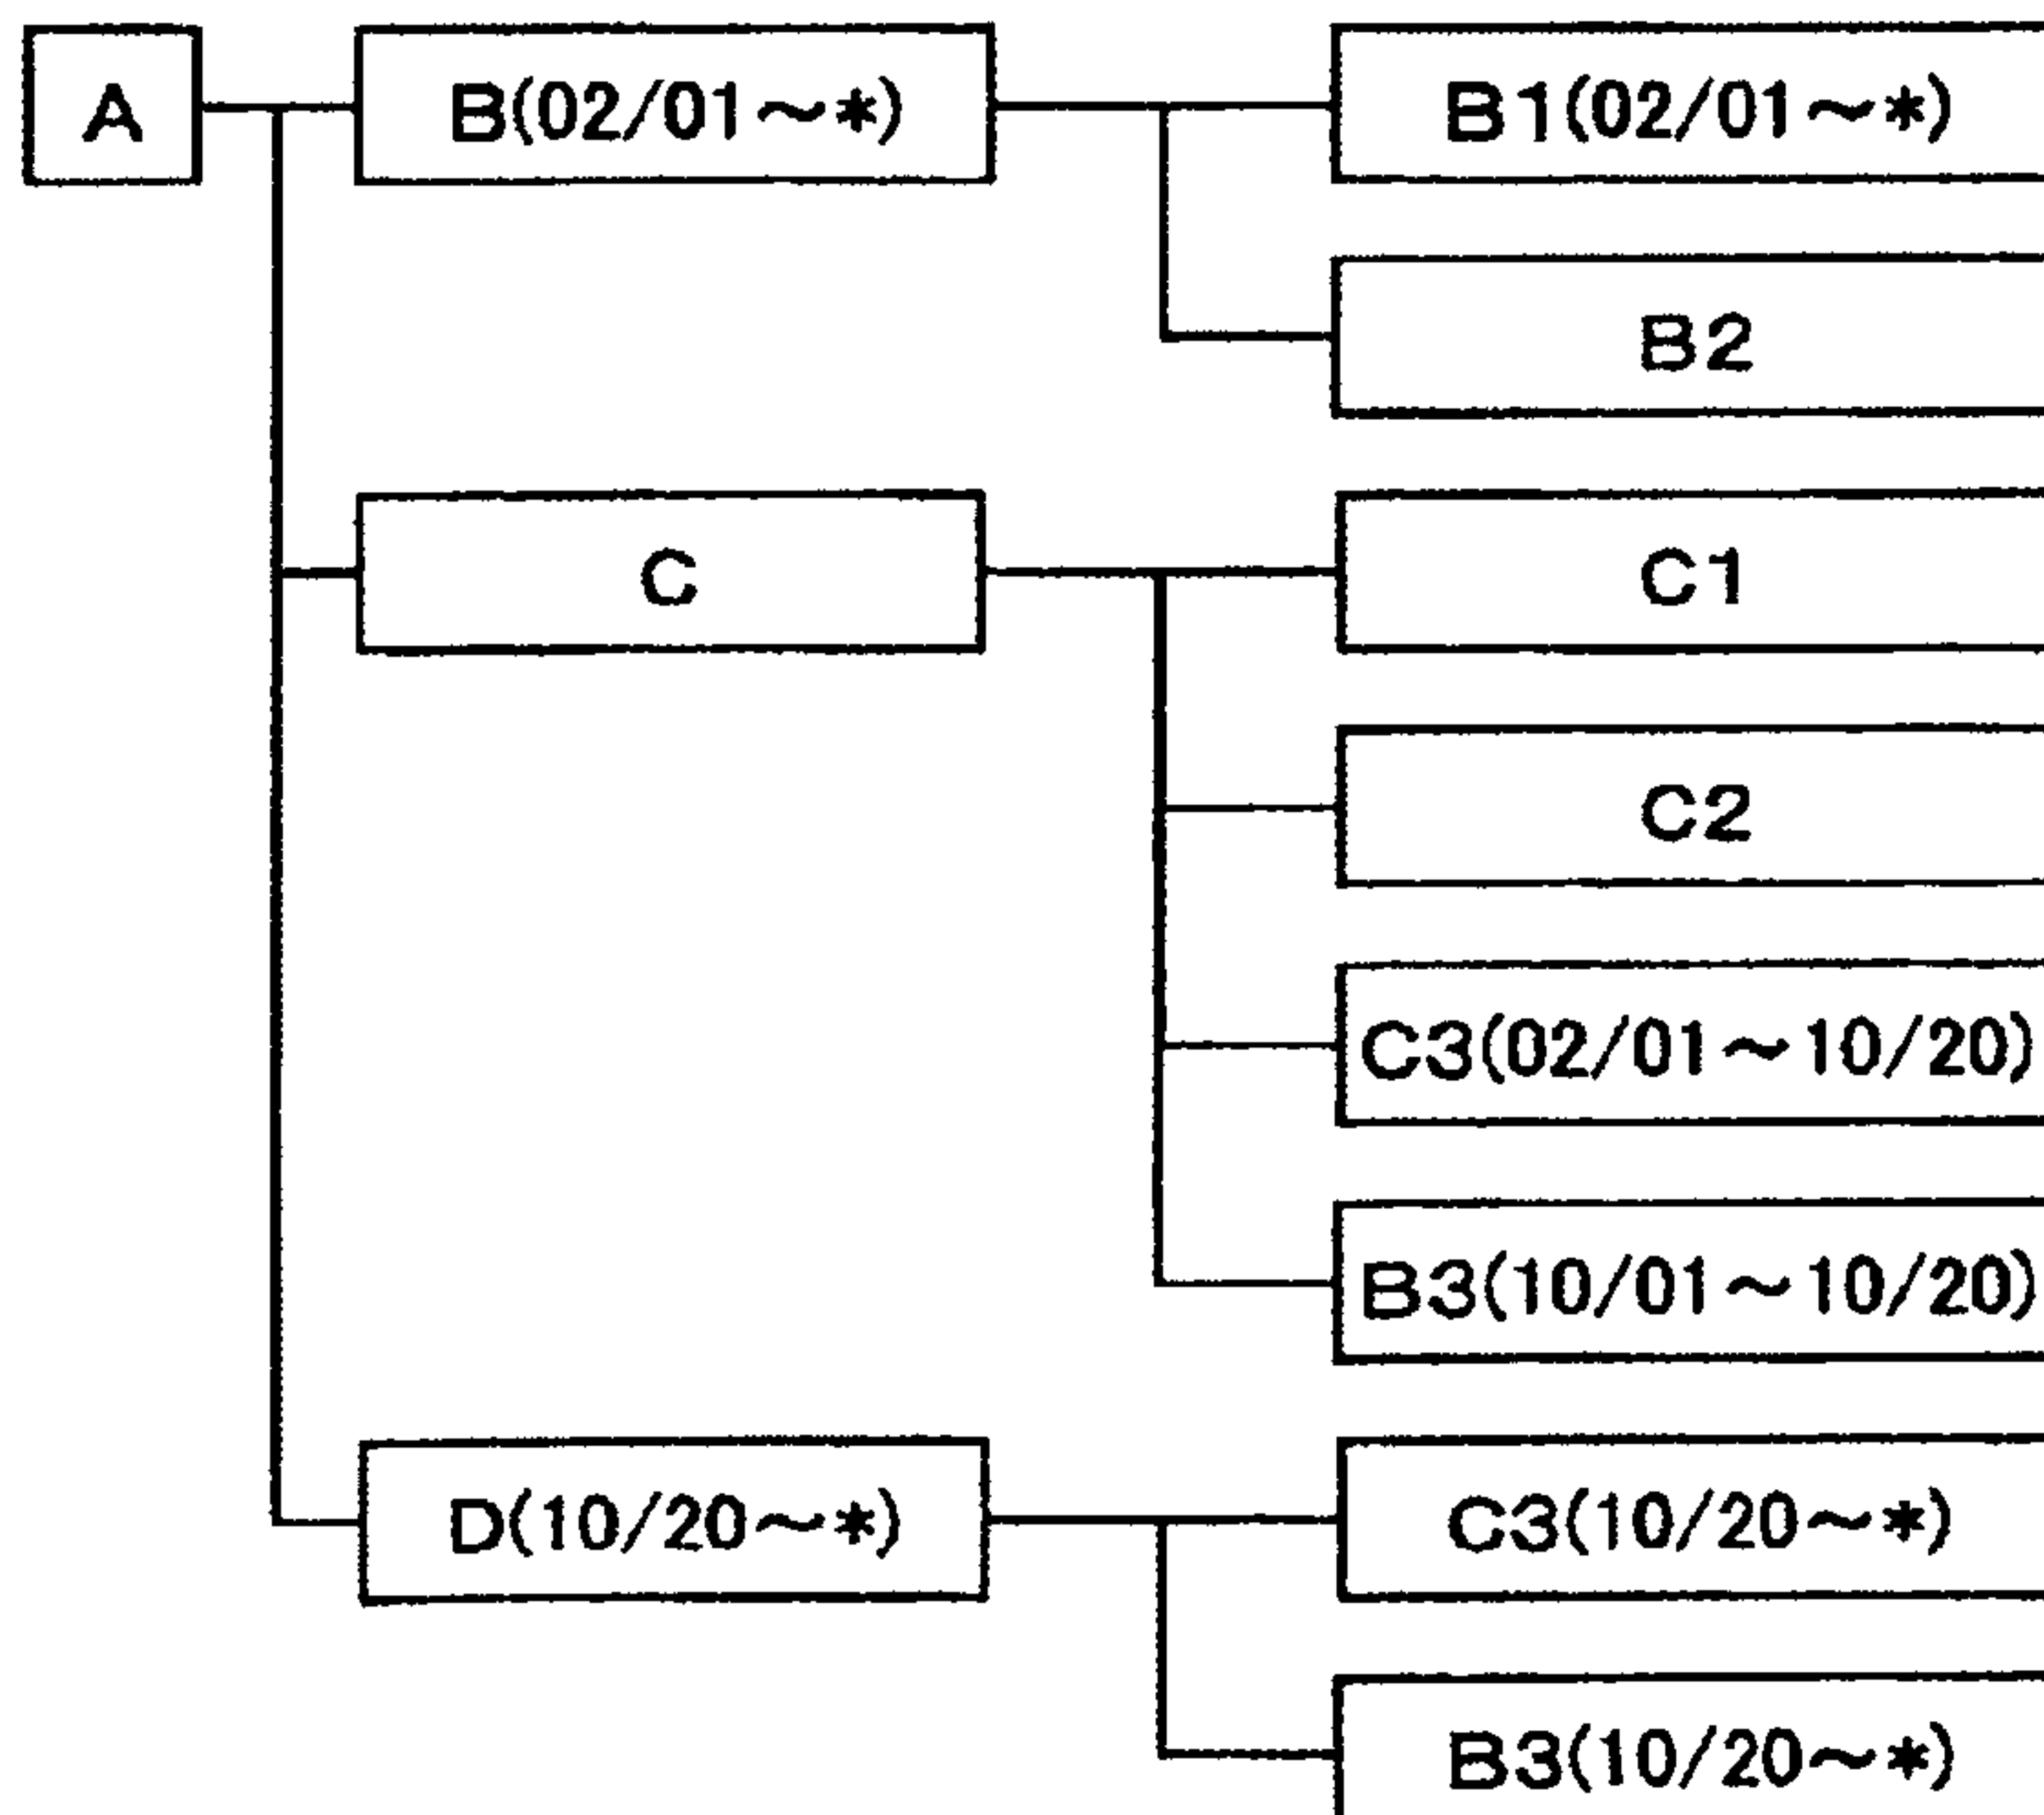 A
B(02/01～*)
B1(02/01～*)
B2
C
C1
C2
C3(02/01～10/20)
B3(10/01～10/20)
D(10/20～*)
C3(10/20～*)
B3(10/20～*)